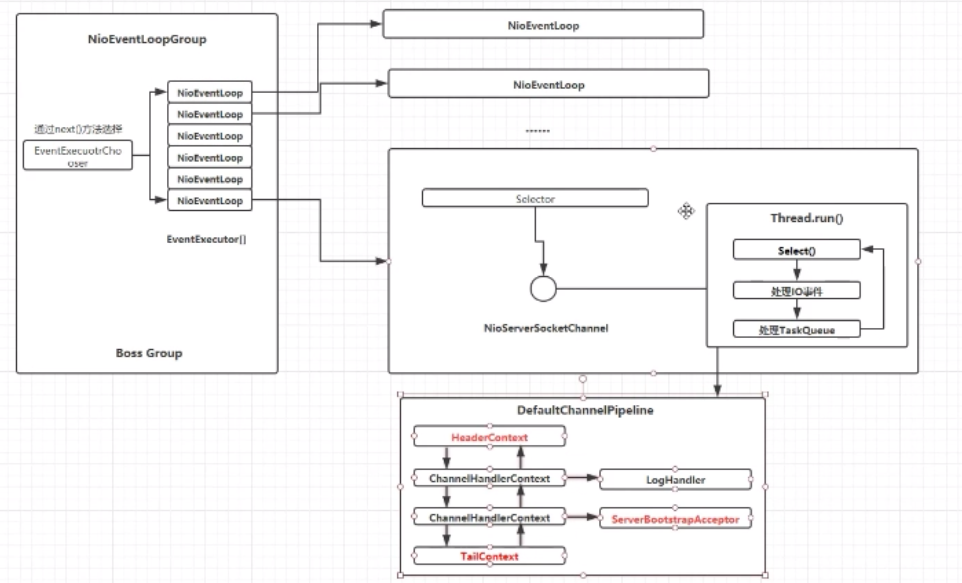 NioEventLoopGroup
通过next()方法选择
EventExecuotrCho
oser
NioEventLoop
NioEventLoop
NioEventLoop
NioEventLoop
NioEventLoop
NioEventLoop
EventExecutor[]
Boss Group
NioEventLoop
NioEventLoop
······
Selector
NioServerSocketChannel
Thread.run()
Select()
处理IO事件
处理TaskQueue
DefaultChannelPipeline
HeaderContext
ChannelHandlerContext
LogHandler
ChannelHandlerContext
ServerBootstrapAcceptor
TailContext